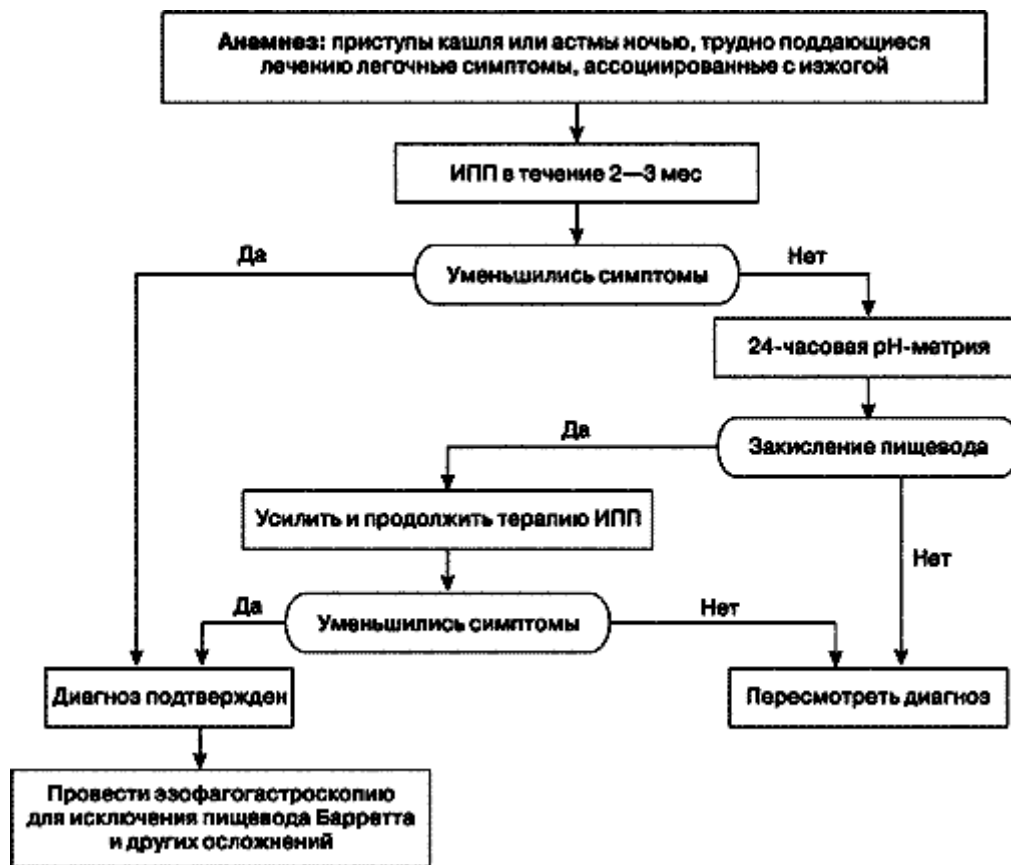 Анамнез: приступы кашля или астмы ночью, трудно поддающиеся
лечению легочные симптомы, ассоциированные с изжогой
ИПП в течение 2—3 мес
Да
Уменьшились симптомы
Нет
24-часовая pH-метрия
Да
Закисление пищевода
Усилить и продолжить терапию ИПП
Нет
Да
Уменьшились симптомы
Нет
Диагноз подтвержден
Пересмотреть диагноз
Провести эзофагогастроскопию
для исключения пищевода Барретта
и других осложнений